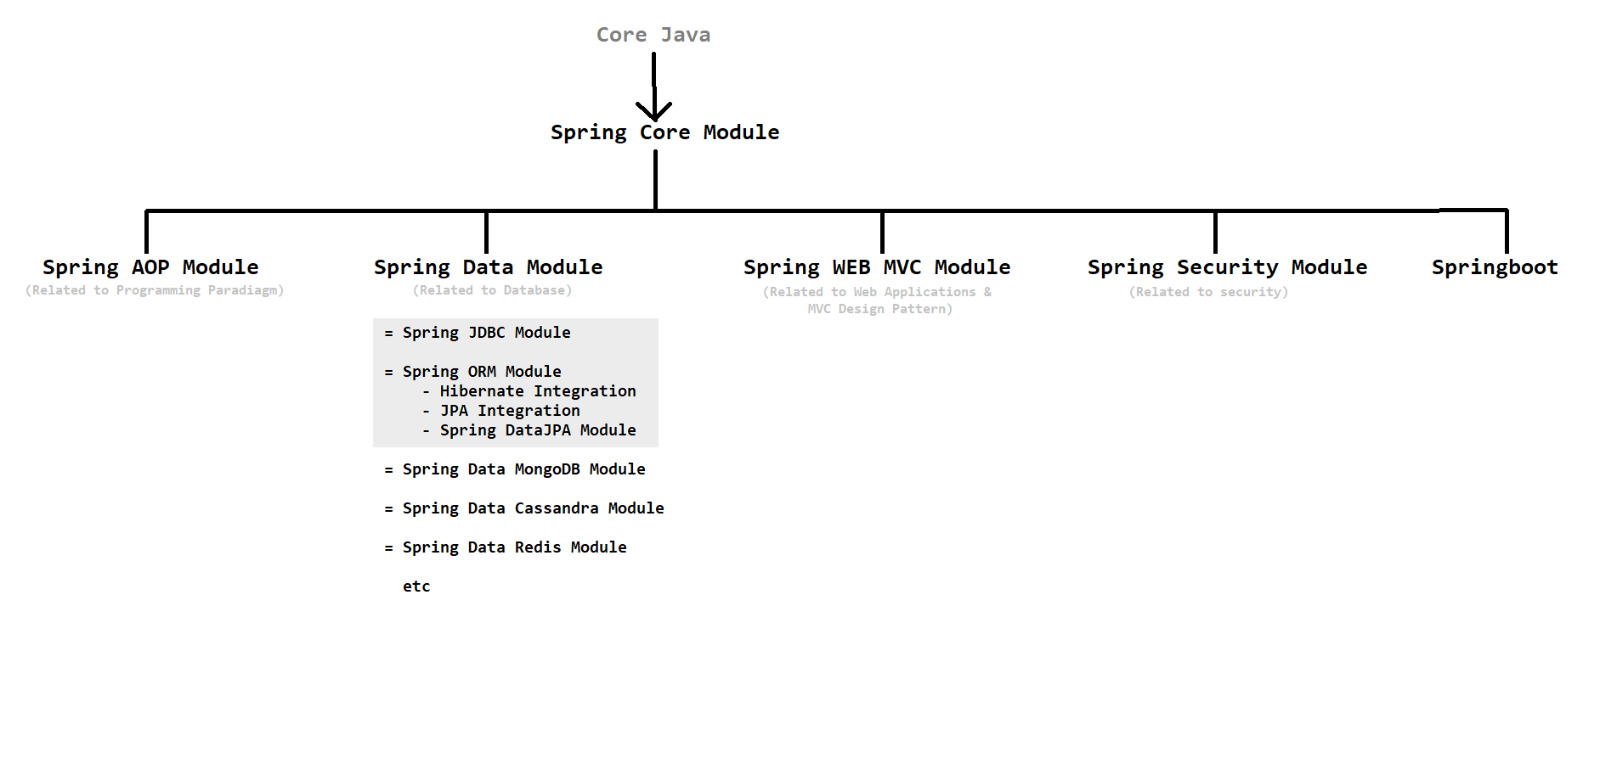 Core Java
Spring Core Module
Spring AOP Module
(Related to Programming Paradiagm)
Spring Data Module
(Related to Database)
= Spring JDBC Module
= Spring ORM Module
- Hibernate Integration
- JPA Integration
- Spring DataJPA Module
= Spring Data MongoDB Module
= Spring Data Cassandra Module
= Spring Data Redis Module
etc
Spring WEB MVC Module
(Related to Web Applications &
MVC Design Pattern)
Spring Security Module
(Related to security)
Springboot